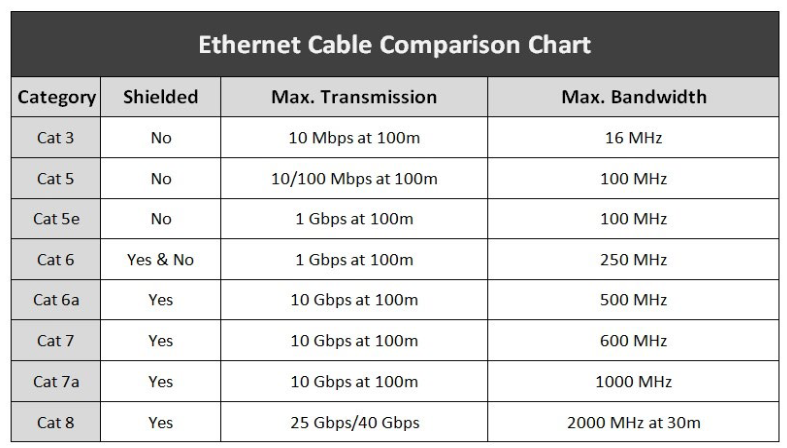 Ethernet Cable Comparison Chart
Category Shielded Max. Transmission Max. Bandwidth
Cat 3 No 10 Mbps at 100m 16 MHz
Cat 5 No 10/100 Mbps at 100m 100 MHz
Cat 5e No 1 Gbps at 100m 100 MHz
Cat 6 Yes & No 1 Gbps at 100m 250 MHz
Cat 6a Yes 10 Gbps at 100m 500 MHz
Cat 7 Yes 10 Gbps at 100m 600 MHz
Cat 7a Yes 10 Gbps at 100m 1000 MHz
Cat 8 Yes 25 Gbps/40 Gbps 2000 MHz at 30m